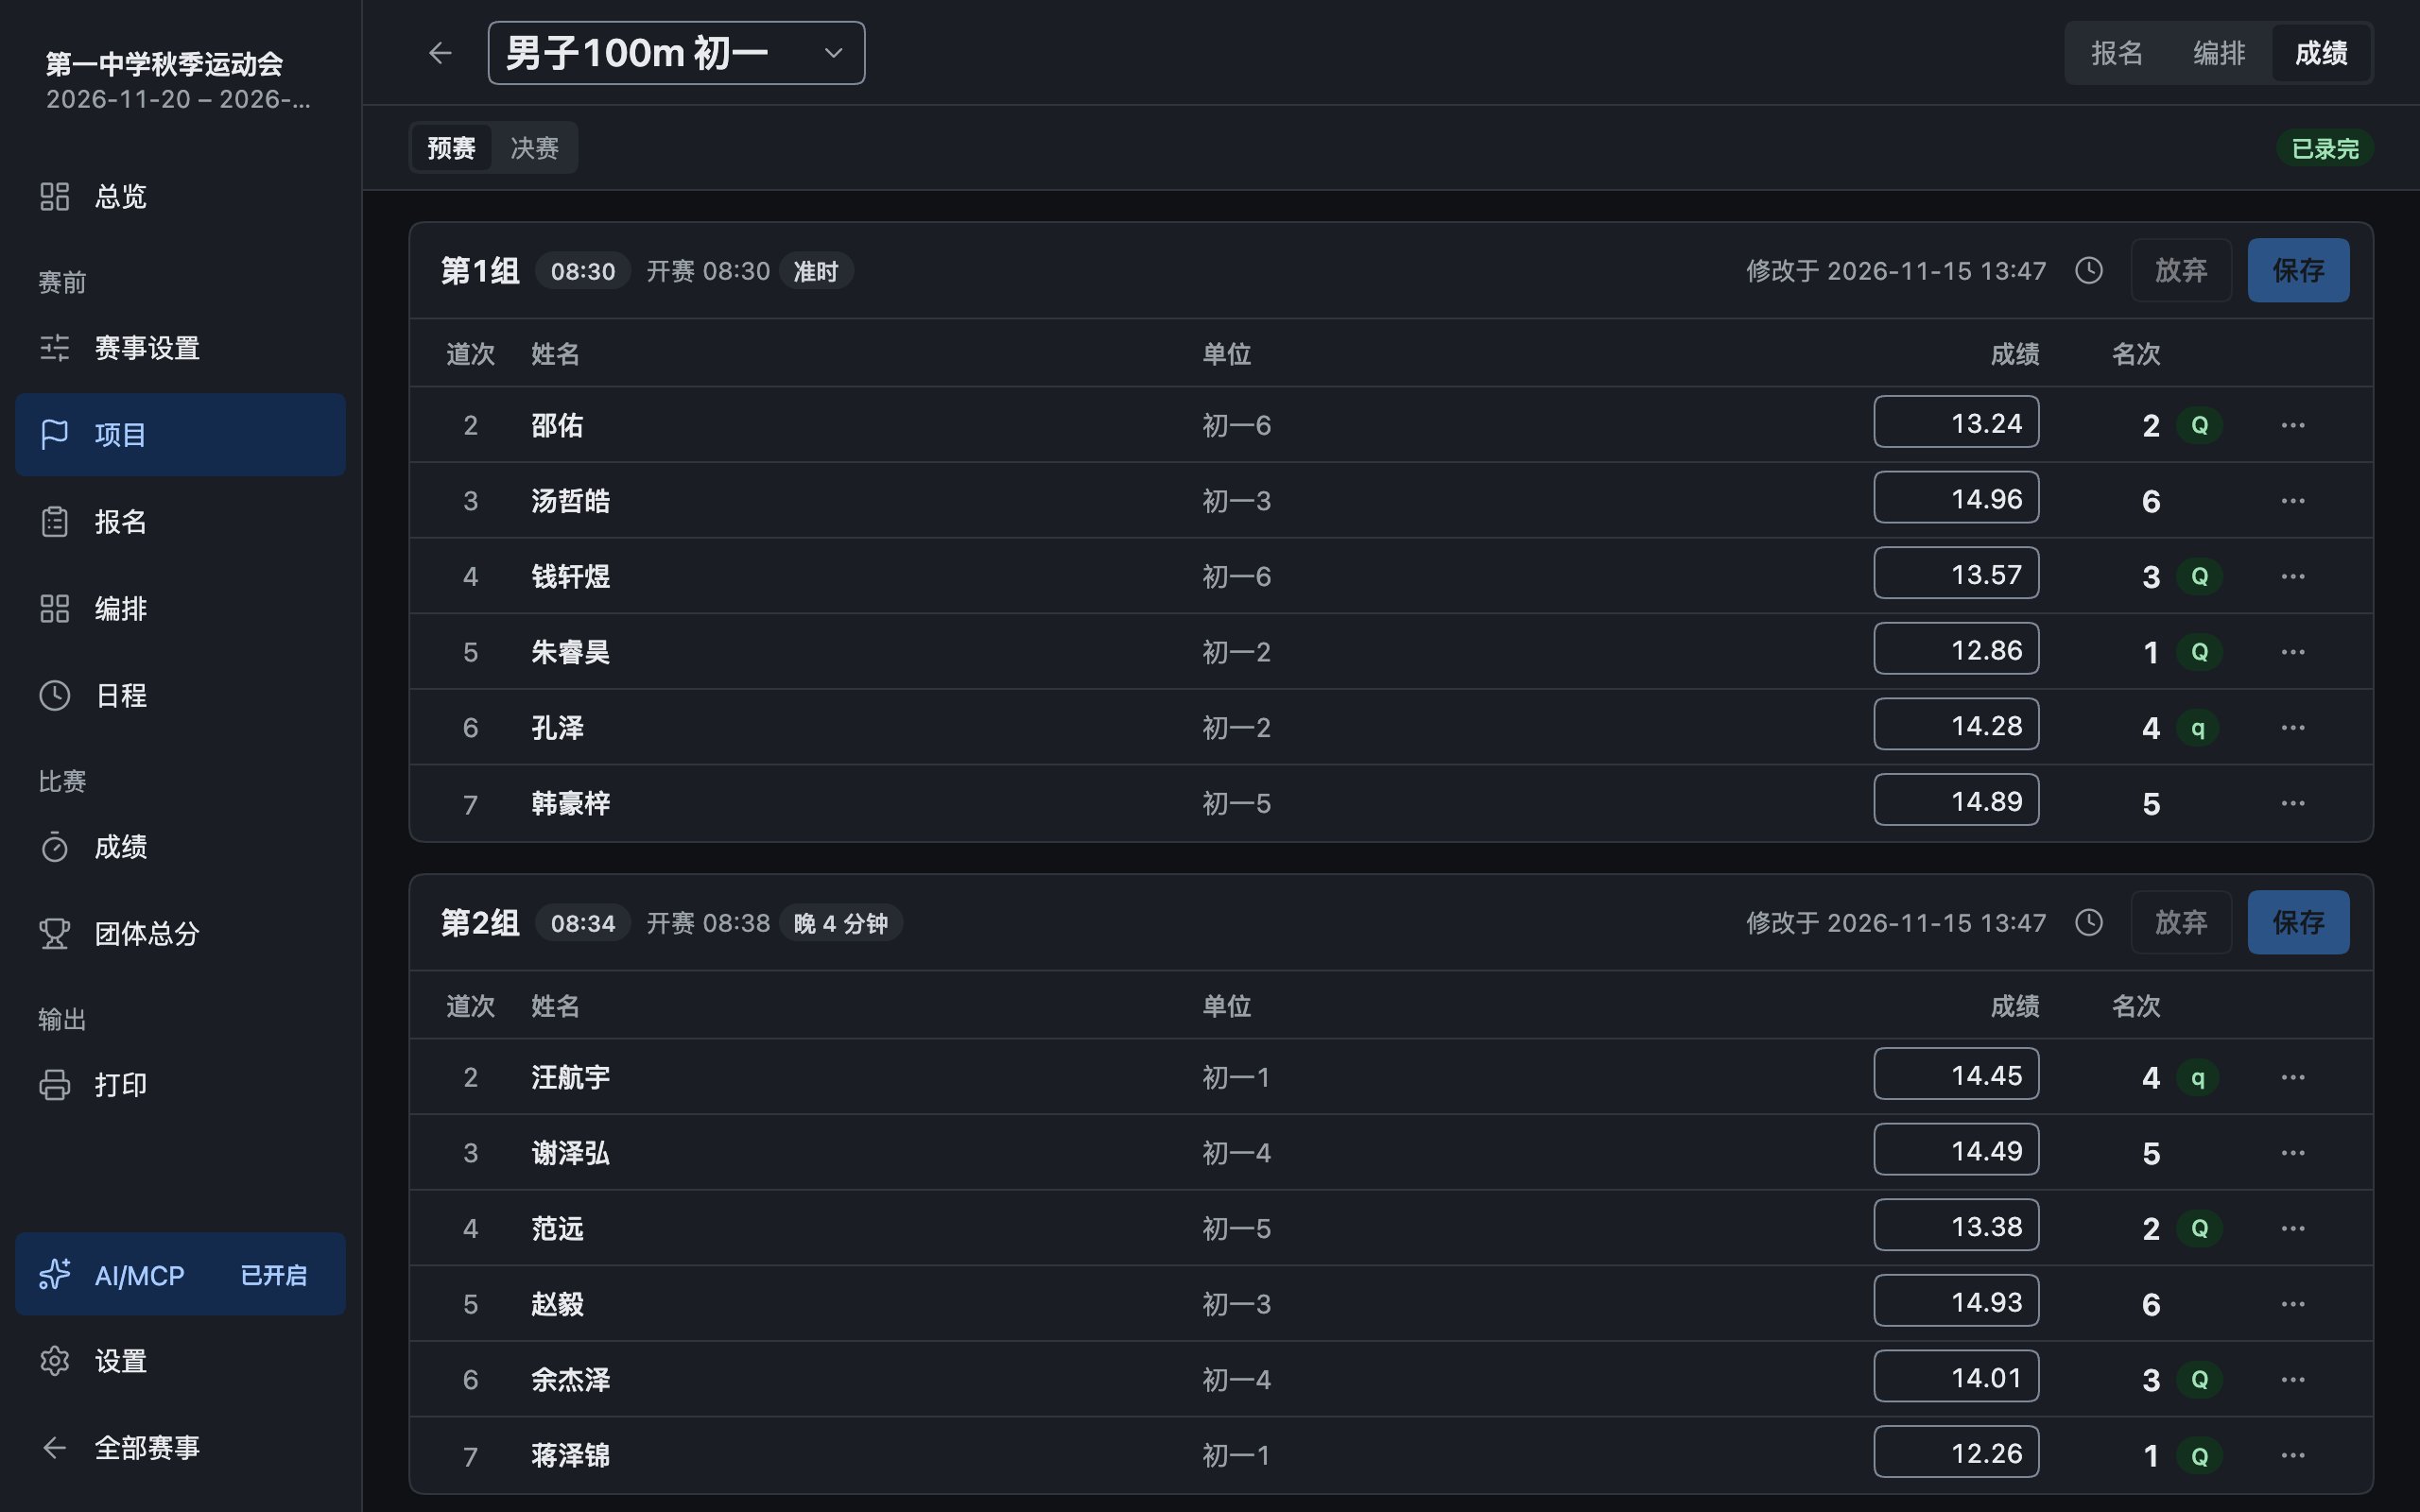 第一中学秋季运动会
2026-11-20 – 2026-...
总览
赛前
赛事设置
项目
报名
编排
日程
比赛
成绩
团体总分
输出
打印
AI/MCP 已开启
设置
全部赛事
男子100m 初一
报名 编排 成绩
预赛 决赛
已录完
第1组 08:30 开赛 08:30 准时 修改于 2026-11-15 13:47 放弃 保存
道次 姓名 单位 成绩 名次
2 邵佑 初一6 13.24 2 Q
3 汤哲皓 初一3 14.96 6
4 钱轩煜 初一6 13.57 3 Q
5 朱睿昊 初一2 12.86 1 Q
6 孔泽 初一2 14.28 4 q
7 韩豪梓 初一5 14.89 5
第2组 08:34 开赛 08:38 晚 4 分钟 修改于 2026-11-15 13:47 放弃 保存
道次 姓名 单位 成绩 名次
2 汪航宇 初一1 14.45 4 q
3 谢泽弘 初一4 14.49 5
4 范远 初一5 13.38 2 Q
5 赵毅 初一3 14.93 6
6 余杰泽 初一4 14.01 3 Q
7 蒋泽锦 初一1 12.26 1 Q